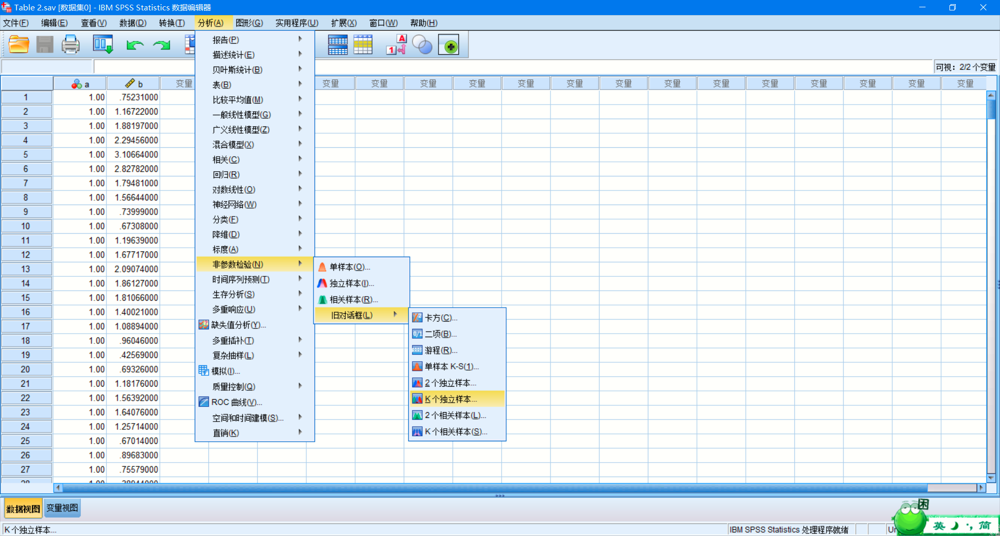 Table 2.sav [数据集0] - IBM SPSS Statistics 数据编辑器
文件(F) 编辑(E) 查看(V) 数据(D) 转换(T) 分析(A) 图形(G) 实用程序(U) 扩展(X) 窗口(W) 帮助(H)
可视：2/2 个变量
a b 变量 变量 变量 变量 变量 变量 变量 变量 变量 变量 变量 变量 变量 变量 变量
1 1.00 .75231000
2 1.00 1.16722000
3 1.00 1.88197000
4 1.00 2.29456000
5 1.00 3.10664000
6 1.00 2.82782000
7 1.00 1.79481000
8 1.00 1.56644000
9 1.00 .73999000
10 1.00 .67308000
11 1.00 1.19639000
12 1.00 1.67717000
13 1.00 2.09074000
14 1.00 1.86127000
15 1.00 1.81066000
16 1.00 1.40021000
17 1.00 1.08894000
18 1.00 .96046000
19 1.00 .42569000
20 1.00 .69326000
21 1.00 1.18176000
22 1.00 1.56392000
23 1.00 1.64076000
24 1.00 1.25714000
25 1.00 .67014000
26 1.00 .89683000
27 1.00 .75579000
报告(P)
描述统计(E)
贝叶斯统计(B)
表(B)
比较平均值(M)
一般线性模型(G)
广义线性模型(Z)
混合模型(X)
相关(C)
回归(R)
对数线性(O)
神经网络(W)
分类(F)
降维(D)
标度(A)
非参数检验(N)
时间序列预测(T)
生存分析(S)
多重响应(U)
缺失值分析(Y)...
多重插补(T)
复杂抽样(L)
模拟(I)...
质量控制(Q)
ROC 曲线(V)...
空间和时间建模(S)...
直销(K)
单样本(O)...
独立样本(I)...
相关样本(R)...
旧对话框(L)
卡方(C)...
二项(B)...
游程(R)...
单样本 K-S(1)...
2 个独立样本...
K 个独立样本...
2 个相关样本(L)...
K 个相关样本(S)...
数据视图 变量视图
K 个独立样本...
IBM SPSS Statistics 处理程序就绪
困
英 简